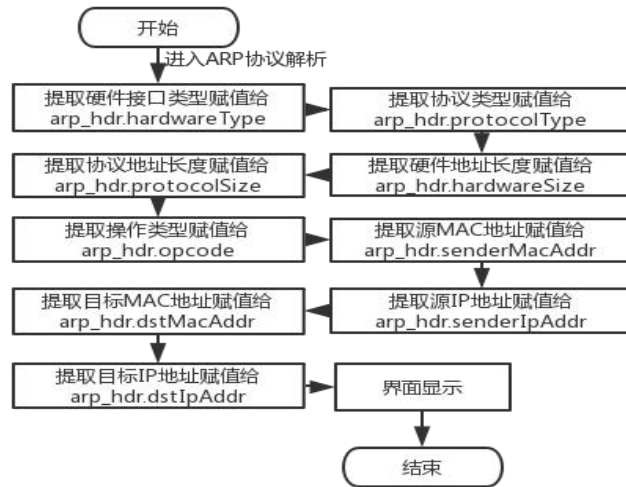 开始
进入ARP协议解析
提取硬件接口类型赋值给
arp_hdr.hardwareType
提取协议类型赋值给
arp_hdr.protocolType
提取硬件地址长度赋值给
arp_hdr.hardwareSize
提取协议地址长度赋值给
arp_hdr.protocolSize
提取操作类型赋值给
arp_hdr.opcode
提取源MAC地址赋值给
arp_hdr.senderMacAddr
提取源IP地址赋值给
arp_hdr.senderIpAddr
提取目标MAC地址赋值给
arp_hdr.dstMacAddr
提取目标IP地址赋值给
arp_hdr.dstIpAddr
界面显示
结束